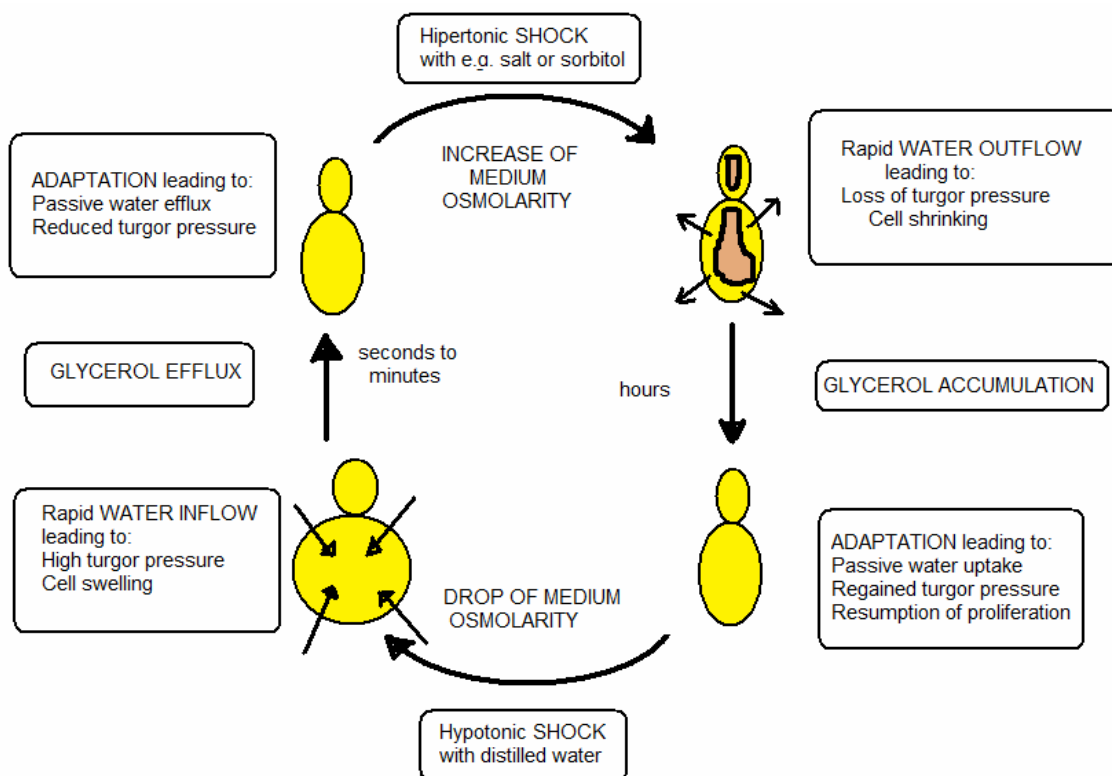 Hipertonic SHOCK
with e.g. salt or sorbitol
ADAPTATION leading to:
Passive water efflux
Reduced turgor pressure
INCREASE OF
MEDIUM
OSMOLARITY
Rapid WATER OUTFLOW
leading to:
Loss of turgor pressure
Cell shrinking
GLYCEROL EFFLUX
seconds to
minutes
hours
GLYCEROL ACCUMULATION
Rapid WATER INFLOW
leading to:
High turgor pressure
Cell swelling
DROP OF MEDIUM
OSMOLARITY
ADAPTATION leading to:
Passive water uptake
Regained turgor pressure
Resumption of proliferation
Hypotonic SHOCK
with distilled water